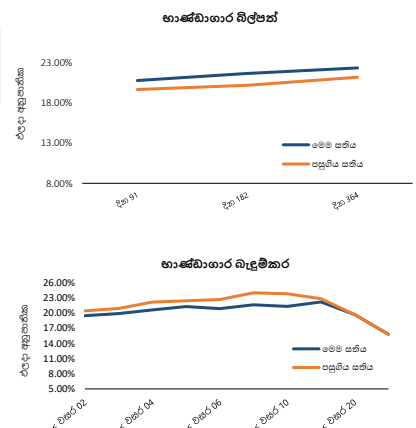 භාණ්ඩාගාර බිල්පත්
ඵලදා අනුපාතික
23.00%
18.00%
13.00%
8.00%
මෙම සතිය
පසුගිය සතිය
දින 91
දින 182
දින 364
භාණ්ඩාගාර බැඳුම්කර
ඵලදා අනුපාතික
26.00%
23.00%
20.00%
17.00%
14.00%
11.00%
8.00%
5.00%
මෙම සතිය
පසුගිය සතිය
වසර 02
වසර 04
වසර 06
වසර 10
වසර 20